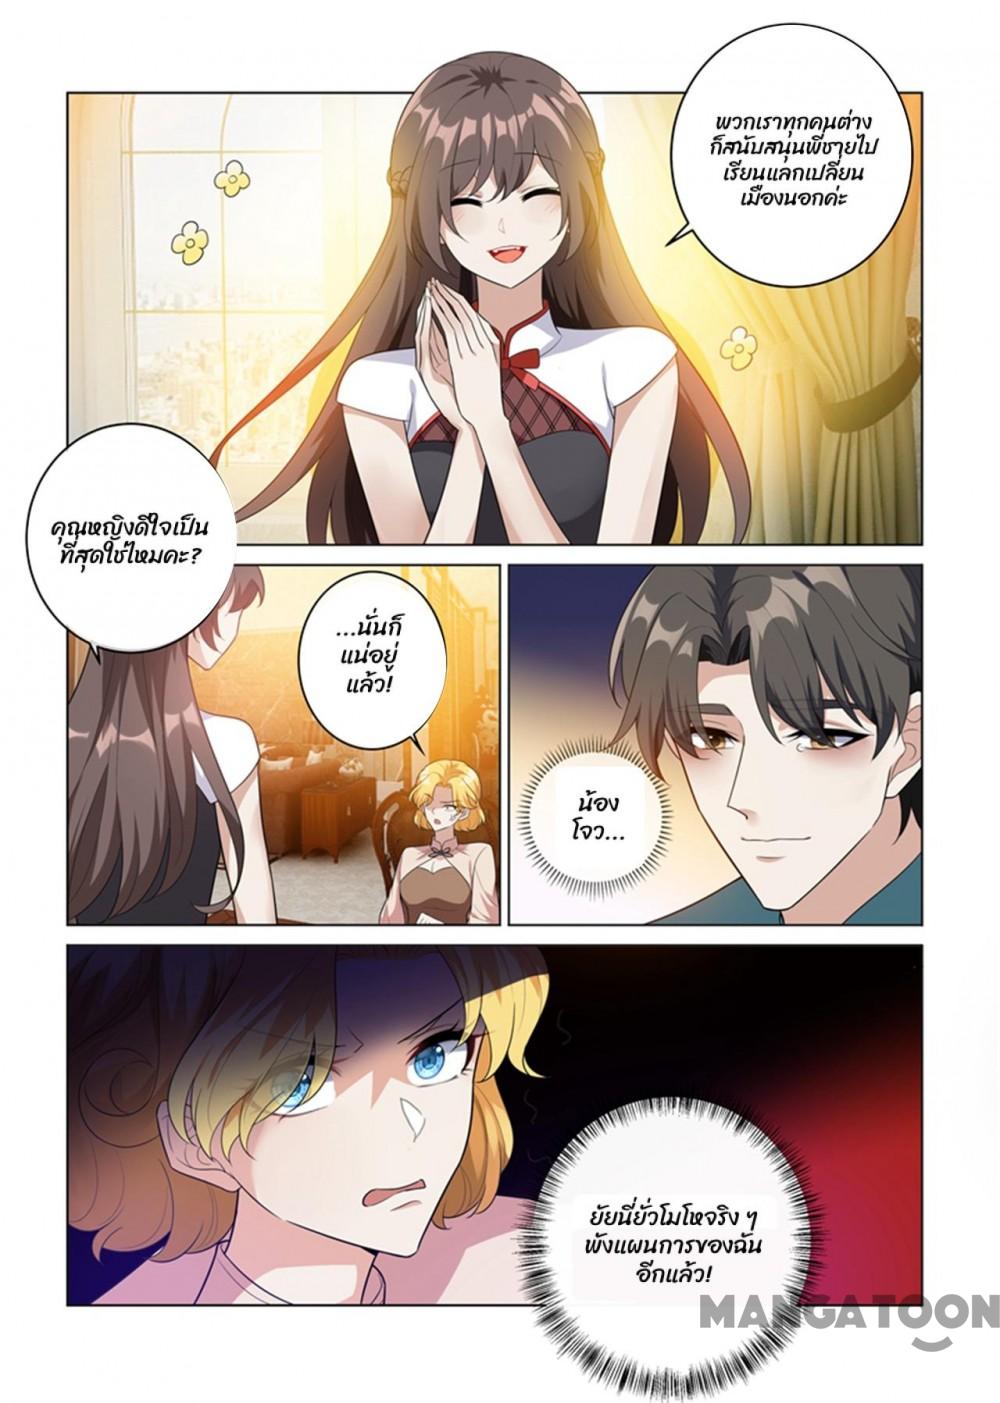 พวกเราทุกคนต่าง
ก็สนับสนุนพี่ชายไป
เรียนแลกเปลี่ยน
เมืองนอกค่ะ
คุณหญิงดีใจเป็น
ที่สุดใช่ไหมคะ?
...นั่นก็
แน่อยู่
แล้ว!
น้อง
โจว...
ยัยนี่ยั่วโมโหจริง ๆ
พังแผนการของฉัน
อีกแล้ว!
MANGATOON